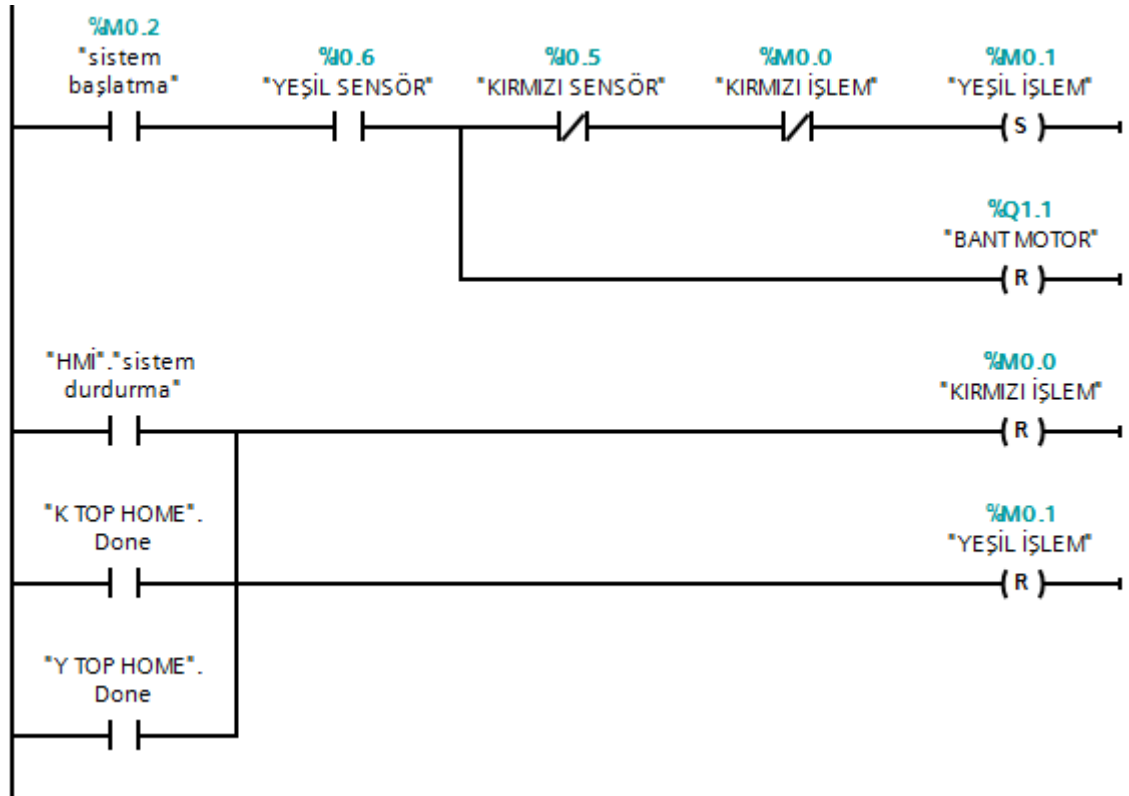 %M0.2
"sistem
başlatma"
%I0.6
"YEŞİL SENSÖR"
%I0.5
"KIRMIZI SENSÖR"
%M0.0
"KIRMIZI İŞLEM"
%M0.1
"YEŞİL İŞLEM"
S
%Q1.1
"BANT MOTOR"
R
"HMİ"."sistem
durdurma"
%M0.0
"KIRMIZI İŞLEM"
R
"K TOP HOME".
Done
%M0.1
"YEŞİL İŞLEM"
R
"Y TOP HOME".
Done